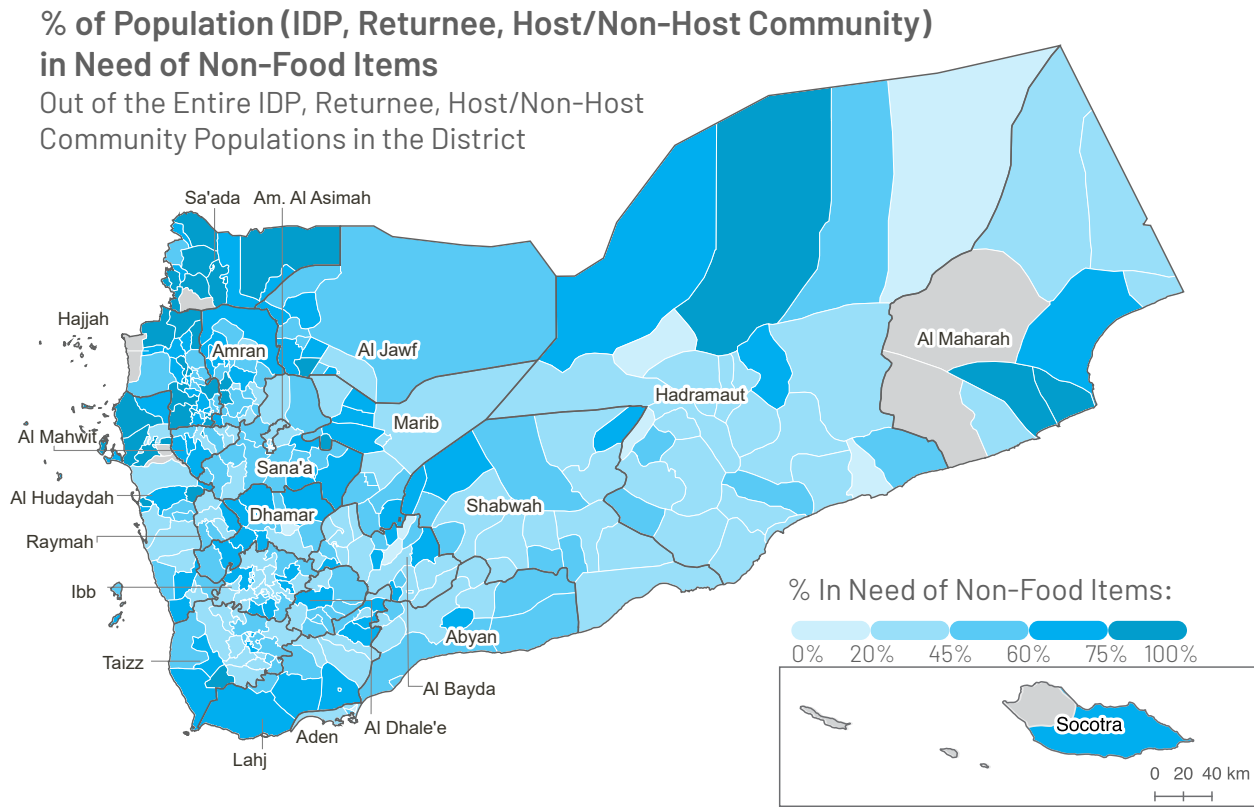 % of Population (IDP, Returnee, Host/Non-Host Community)
in Need of Non-Food Items
Out of the Entire IDP, Returnee, Host/Non-Host
Community Populations in the District
Sa'ada
Am. Al Asimah
Hajjah
Amran
Al Jawf
Al Maharah
Hadramaut
Marib
Al Mahwit
Sana'a
Al Hudaydah
Dhamar
Shabwah
Raymah
Ibb
Abyan
Taizz
Al Bayda
Al Dhale'e
Aden
Lahj
% In Need of Non-Food Items:
0% 20% 45% 60% 75% 100%
Socotra
0 20 40 km